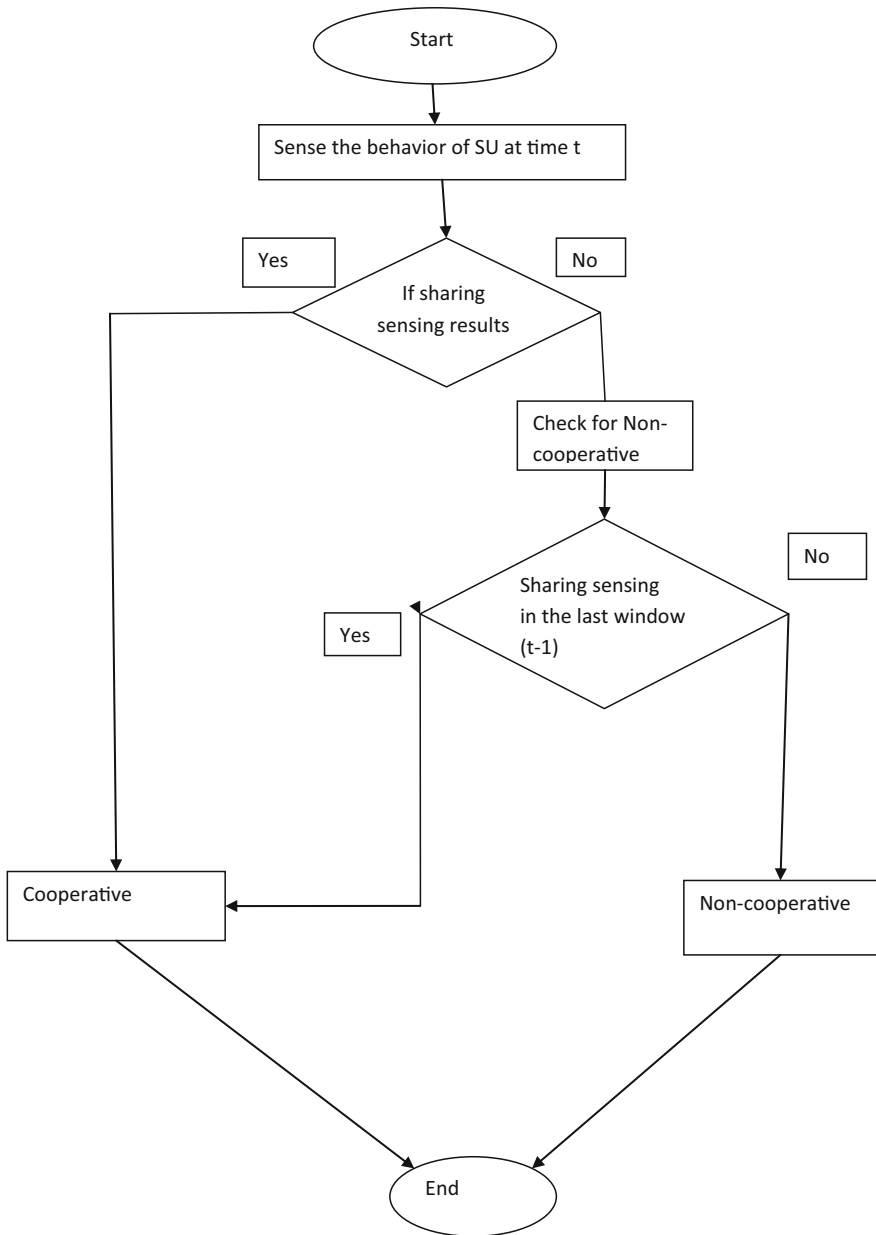 Start
Sense the behavior of SU at time t
Yes
No
If sharing
sensing results
Check for Non-
cooperative
No
Sharing sensing
in the last window
(t-1)
Yes
Cooperative
Non-cooperative
End